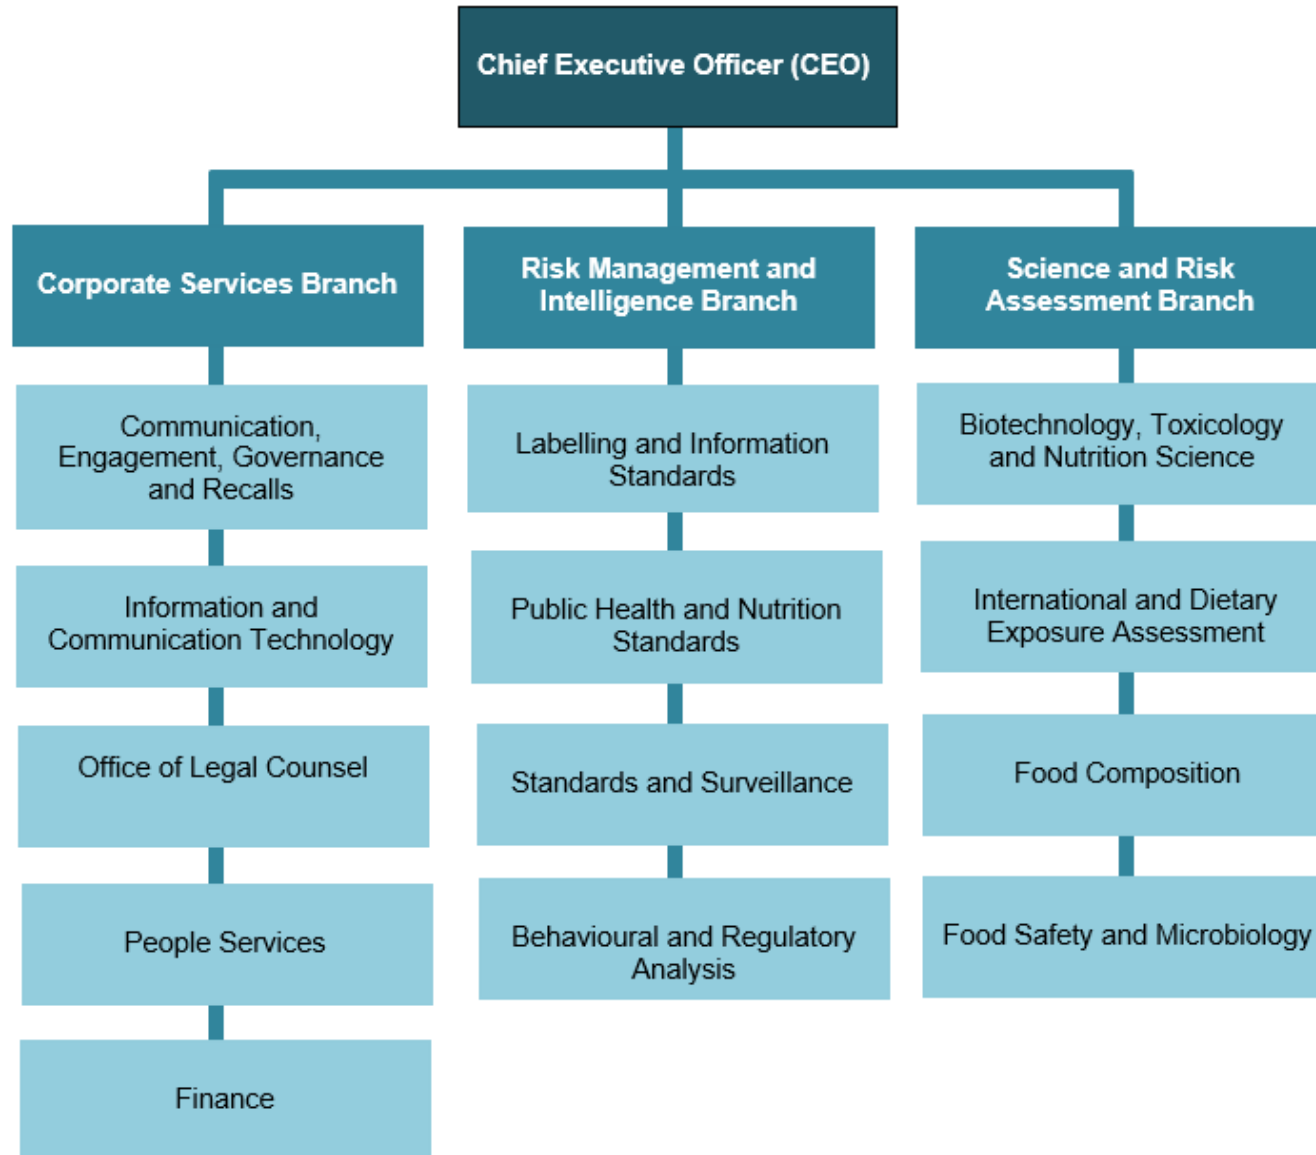 Chief Executive Officer (CEO)
Corporate Services Branch
Communication,
Engagement, Governance
and Recalls
Information and
Communication Technology
Office of Legal Counsel
People Services
Finance
Risk Management and
Intelligence Branch
Labelling and Information
Standards
Public Health and Nutrition
Standards
Standards and Surveillance
Behavioural and Regulatory
Analysis
Science and Risk
Assessment Branch
Biotechnology, Toxicology
and Nutrition Science
International and Dietary
Exposure Assessment
Food Composition
Food Safety and Microbiology